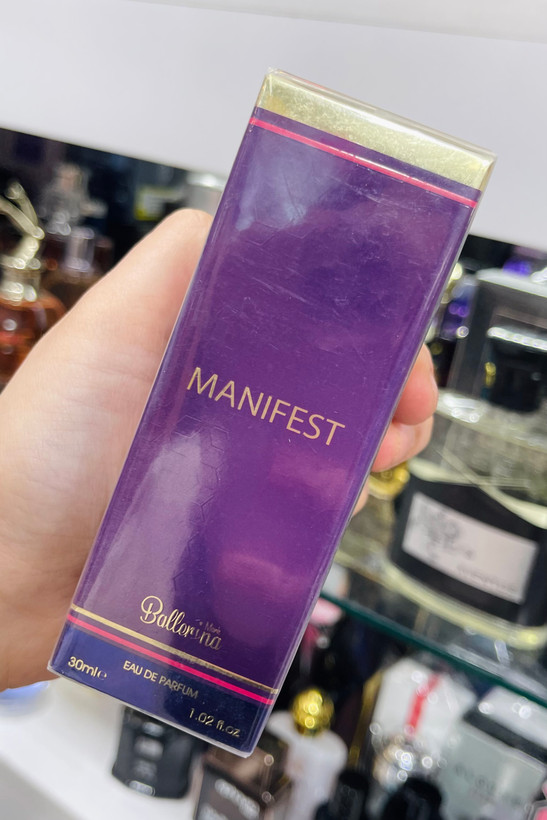 MANIFEST
Ballerina
30ml e
EAU DE PARFUM
1.02 fl.oz